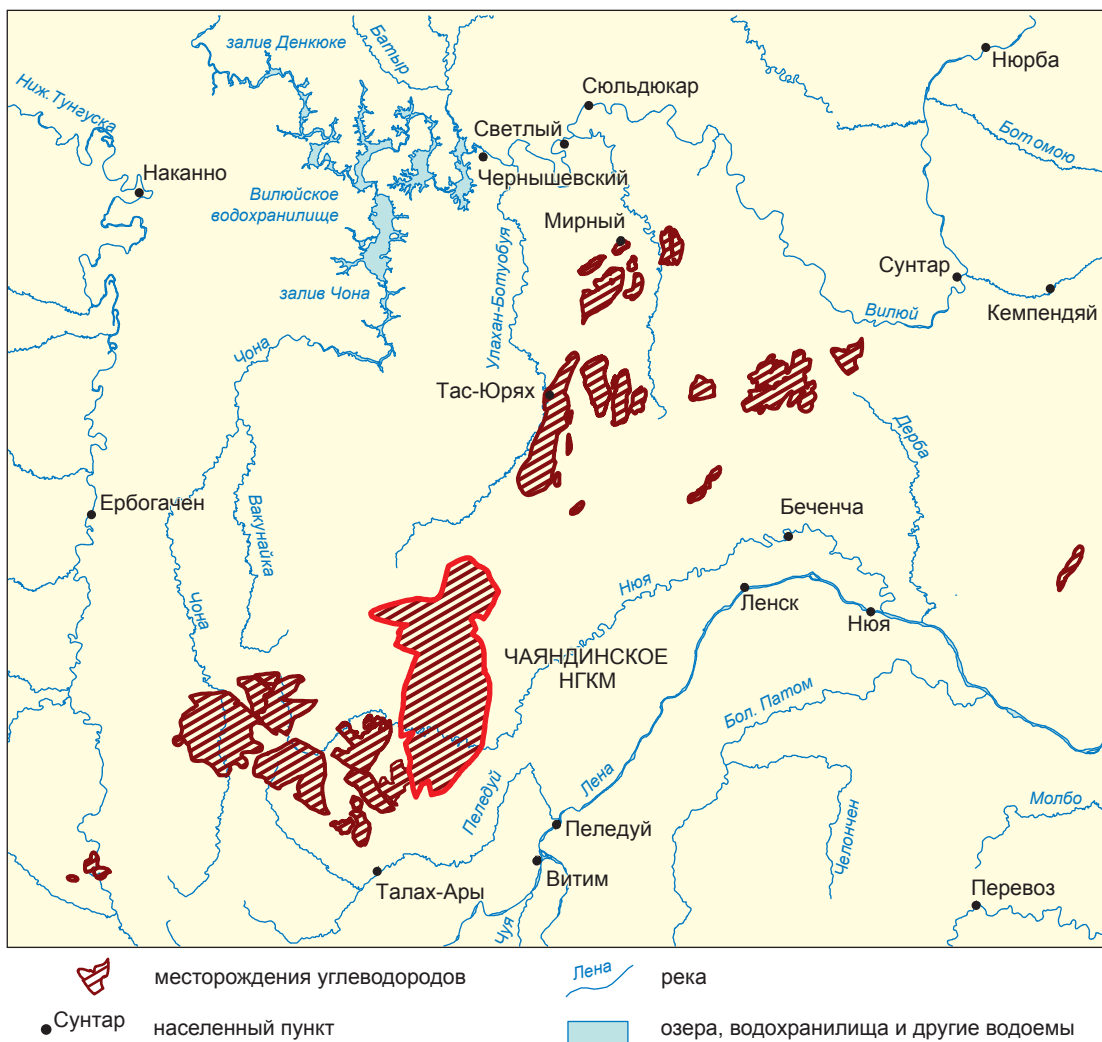 залив Денкюке
Батыр
Нюрба
Ниж.Тунгуска
Сюльдюкар
Ботомою
Светлый
Чернышевский
Наканно
Вилюйское
водохранилище
Мирный
Сунтар
залив Чона
Улахан-Ботуобуя
Вилюй
Кемпендяй
Чона
Тас-Юрях
Дерба
Ербогачен
Вакунайка
Беченча
Чона
Нюя
Ленск
Нюя
ЧАЯНДИНСКОЕ
НГКМ
Бол. Патом
Лена
Пеледуй
Молбо
Пеледуй
Челончен
Витим
Талах-Ары
Перевоз
Чуя
месторождения углеводородов
Лена
река
Сунтар
населенный пункт
озера, водохранилища и другие водоемы